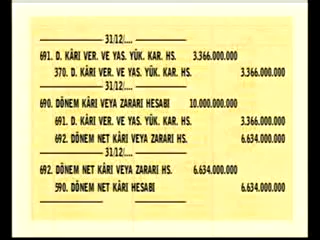 31/12/....
691. D. KÂRI VER. VE YAS. YÜK. KAR. HS. 3.366.000.000
370. D. KÂRI VER. VE YAS. YÜK. KAR. HS. 3.366.000.000
31/12/....
690. DÖNEM KÂRI VEYA ZARARI HESABI 10.000.000.000
691. D. KÂRI VER. VE YAS. YÜK. KAR. HS. 3.366.000.000
692. DÖNEM NET KÂRI VEYA ZARARI HS. 6.634.000.000
31/12/....
692. DÖNEM NET KÂRI VEYA ZARARI HS. 6.634.000.000
590. DÖNEM NET KÂRI HESABI 6.634.000.000